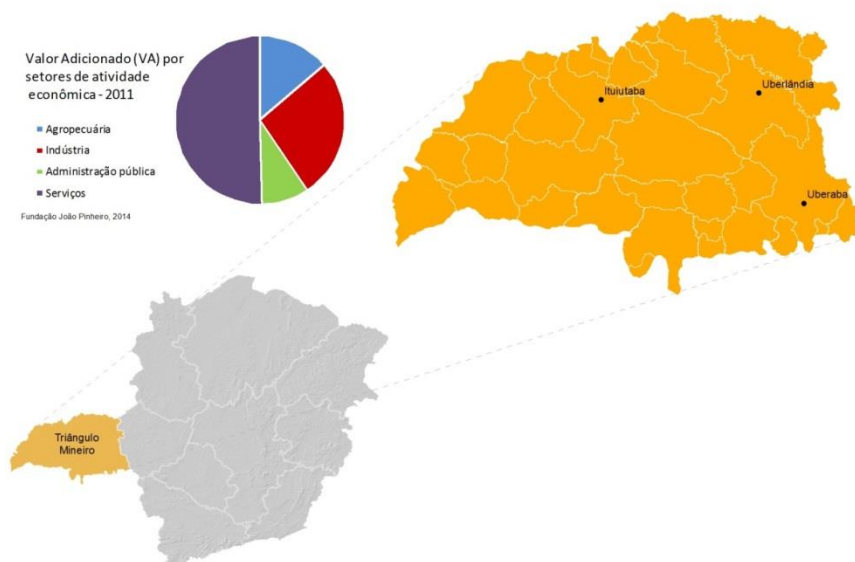 Valor Adicionado (VA) por
setores de atividade
econômica - 2011
Agropecuária
Indústria
Administração pública
Serviços
Fundação João Pinheiro, 2014
Ituiutaba
Uberlândia
Uberaba
Triângulo
Mineiro